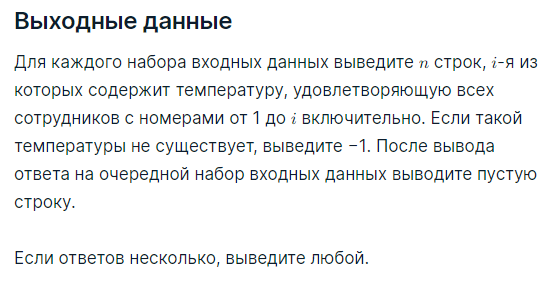 Выходные данные
Для каждого набора входных данных выведите n строк, i-я из
которых содержит температуру, удовлетворяющую всех
сотрудников с номерами от 1 до i включительно. Если такой
температуры не существует, выведите −1. После вывода
ответа на очередной набор входных данных выводите пустую
строку.
Если ответов несколько, выведите любой.